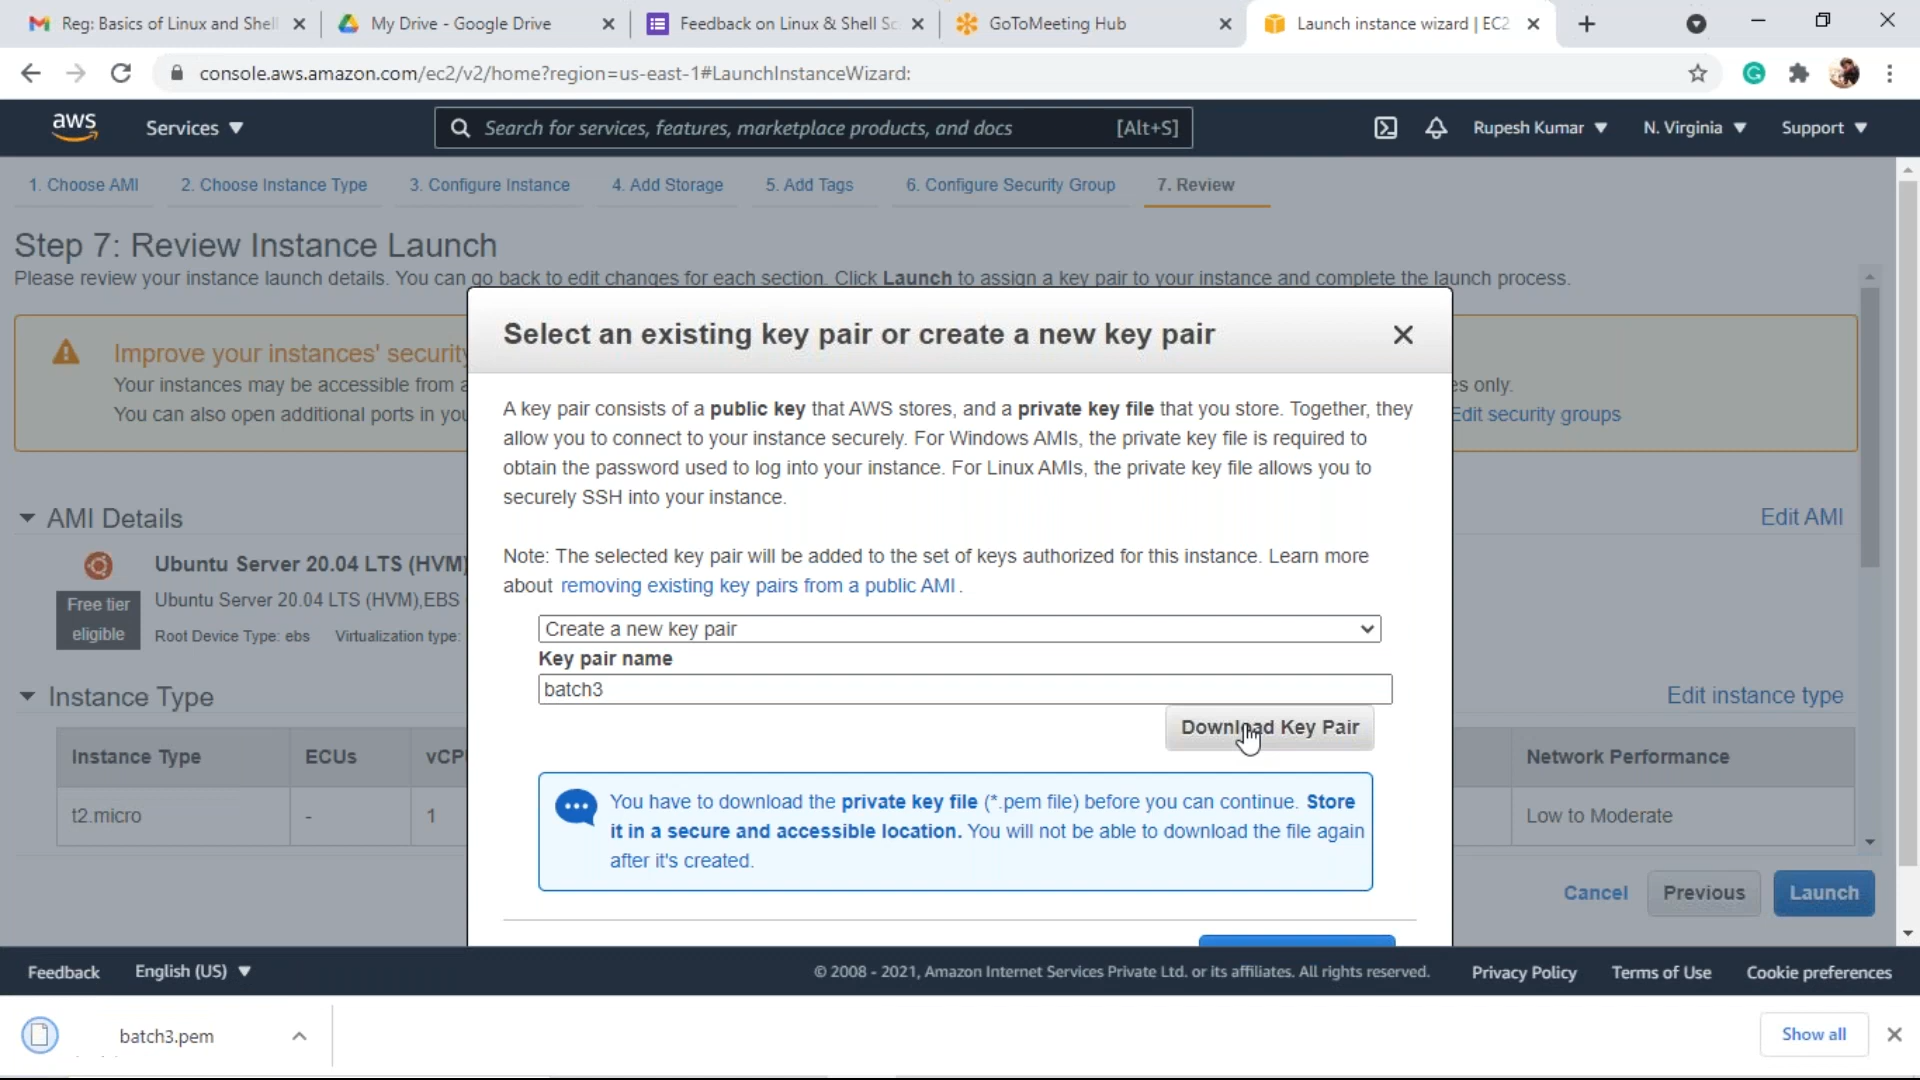 Reg: Basics of Linux and Shell
My Drive - Google Drive
Feedback on Linux & Shell Sc
GoToMeeting Hub
Launch instance wizard | EC2
console.aws.amazon.com/ec2/v2/home?region=us-east-1#LaunchInstanceWizard:
aws
Services
Search for services, features, marketplace products, and docs
[Alt+S]
Rupesh Kumar
N. Virginia
Support
1. Choose AMI
2. Choose Instance Type
3. Configure Instance
4. Add Storage
5. Add Tags
6. Configure Security Group
7. Review
Step 7: Review Instance Launch
Please review your instance launch details. You can go back to edit changes for each section. Click Launch to assign a key pair to your instance and complete the launch process.
Improve your instances' security
Your instances may be accessible from a
es only.
You can also open additional ports in you
Edit security groups
Select an existing key pair or create a new key pair
A key pair consists of a public key that AWS stores, and a private key file that you store. Together, they
allow you to connect to your instance securely. For Windows AMIs, the private key file is required to
obtain the password used to log into your instance. For Linux AMIs, the private key file allows you to
securely SSH into your instance.
Note: The selected key pair will be added to the set of keys authorized for this instance. Learn more
about removing existing key pairs from a public AMI.
Create a new key pair
Key pair name
batch3
Download Key Pair
You have to download the private key file (*.pem file) before you can continue. Store
it in a secure and accessible location. You will not be able to download the file again
after it's created.
AMI Details
Edit AMI
Ubuntu Server 20.04 LTS (HVM)
Free tier
eligible
Ubuntu Server 20.04 LTS (HVM),EBS
Root Device Type: ebs
Virtualization type:
Instance Type
Edit instance type
Instance Type
ECUs
vCP
Network Performance
t2.micro
-
1
Low to Moderate
Cancel
Previous
Launch
Feedback
English (US)
© 2008 - 2021, Amazon Internet Services Private Ltd. or its affiliates. All rights reserved.
Privacy Policy
Terms of Use
Cookie preferences
batch3.pem
Show all